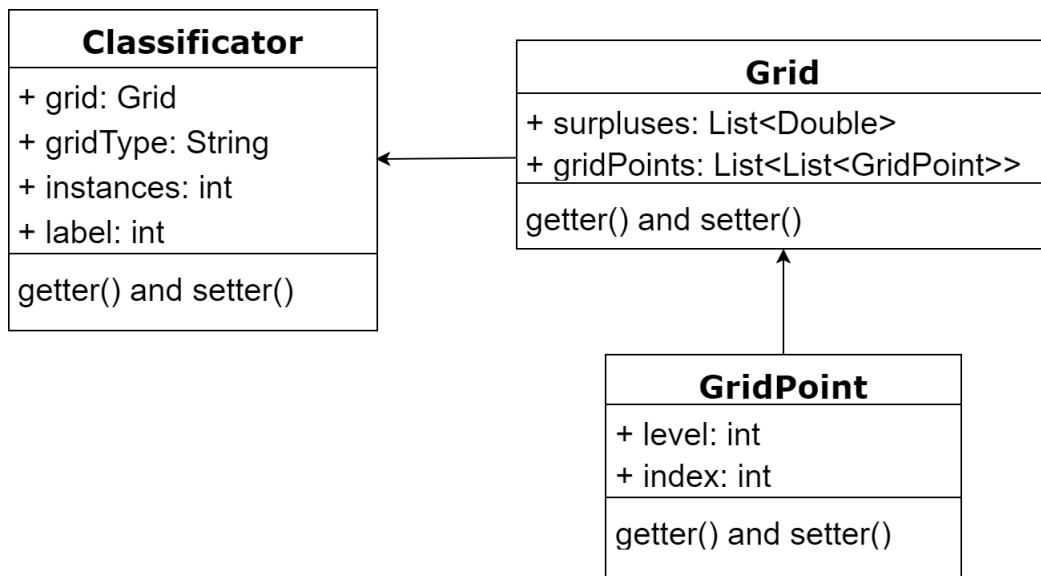 Classificator
+ grid: Grid
+ gridType: String
+ instances: int
+ label: int
getter() and setter()
Grid
+ surpluses: List<Double>
+ gridPoints: List<List<GridPoint>>
getter() and setter()
GridPoint
+ level: int
+ index: int
getter() and setter()